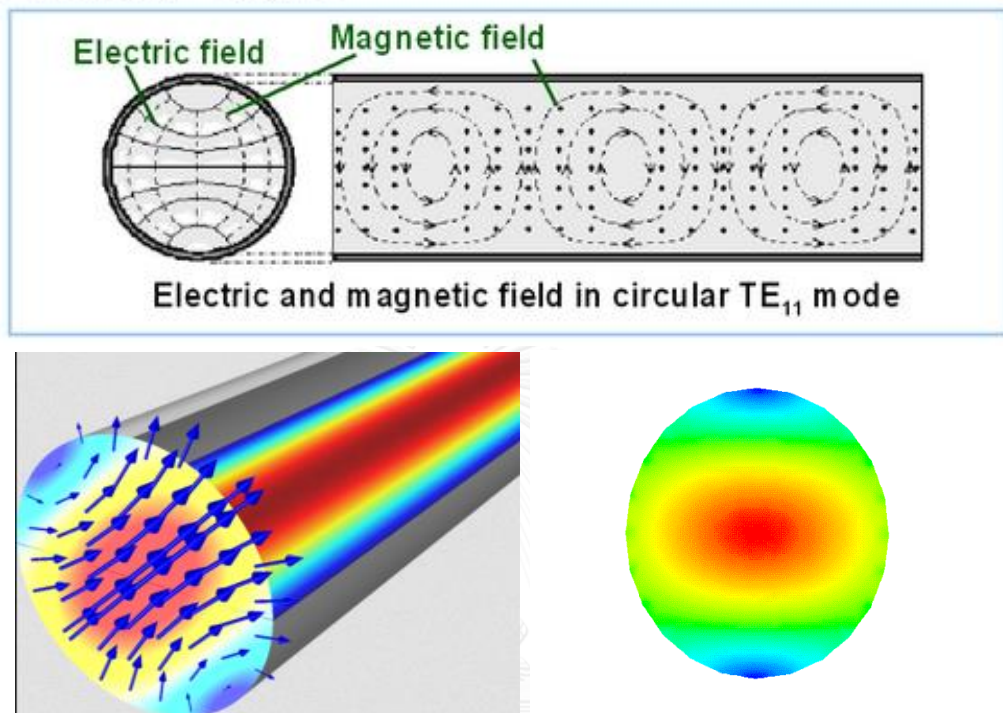 Electric field
Magnetic field
Electric and magnetic field in circular TE₁₁ mode